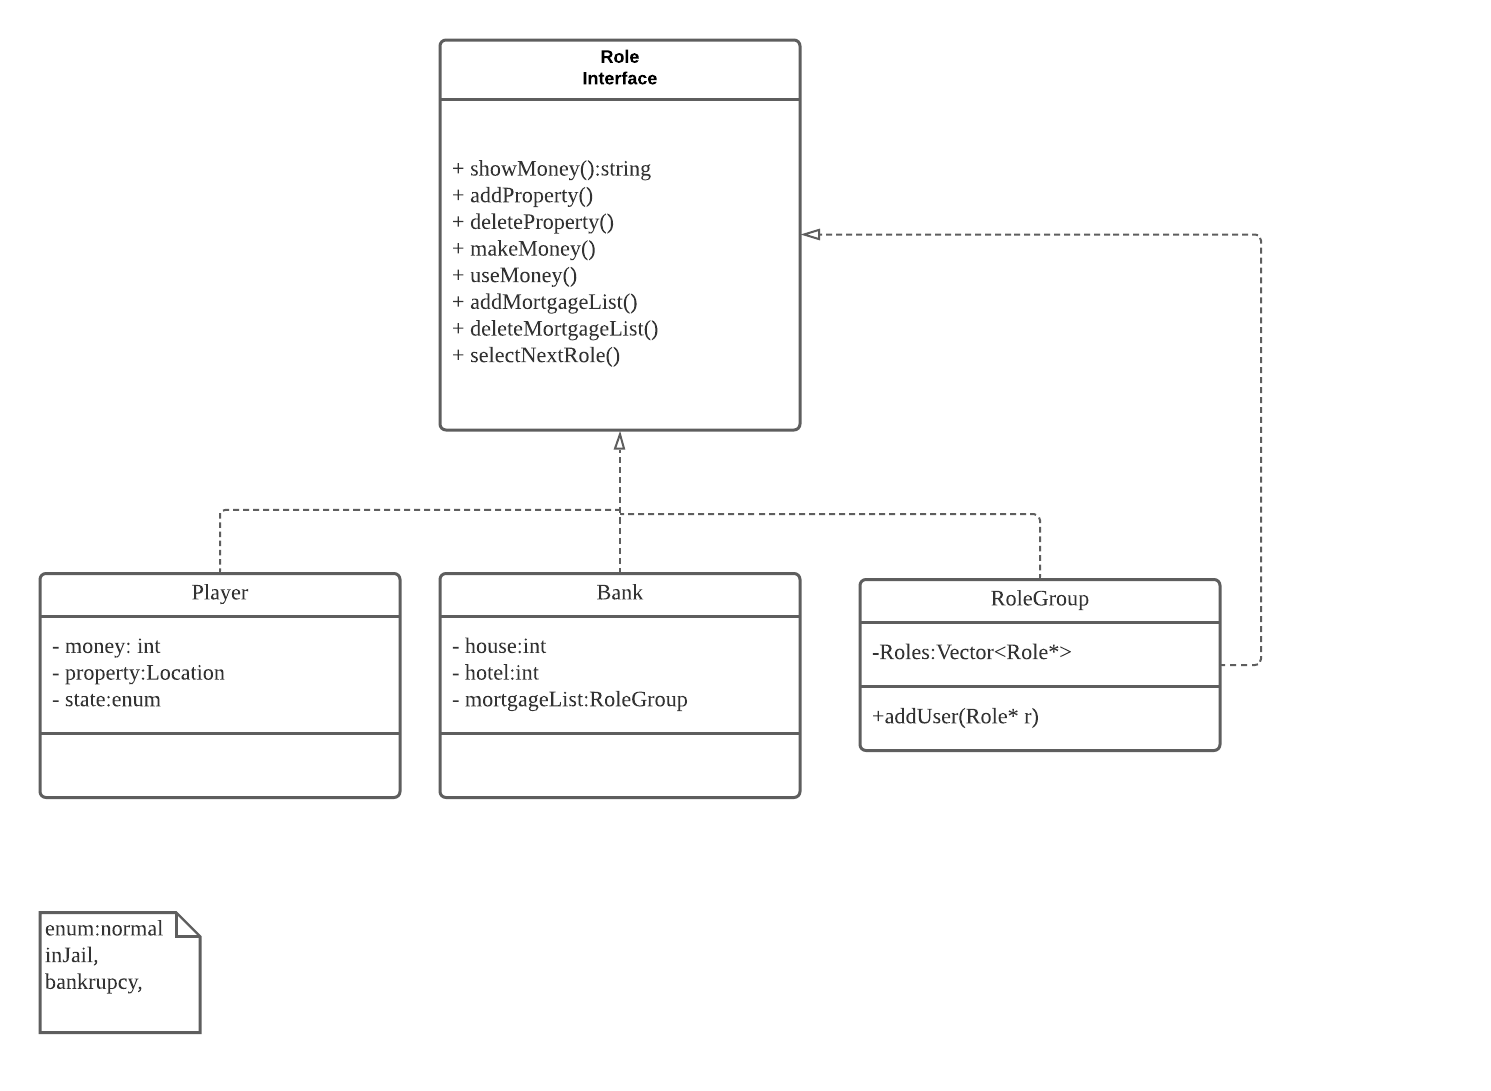 Role
Interface
+ showMoney():string
+ addProperty()
+ deleteProperty()
+ makeMoney()
+ useMoney()
+ addMortgageList()
+ deleteMortgageList()
+ selectNextRole()
Player
- money: int
- property:Location
- state:enum
Bank
- house:int
- hotel:int
- mortgageList:RoleGroup
RoleGroup
-Roles:Vector<Role*>
+addUser(Role* r)
enum:normal
inJail,
bankrupcy,